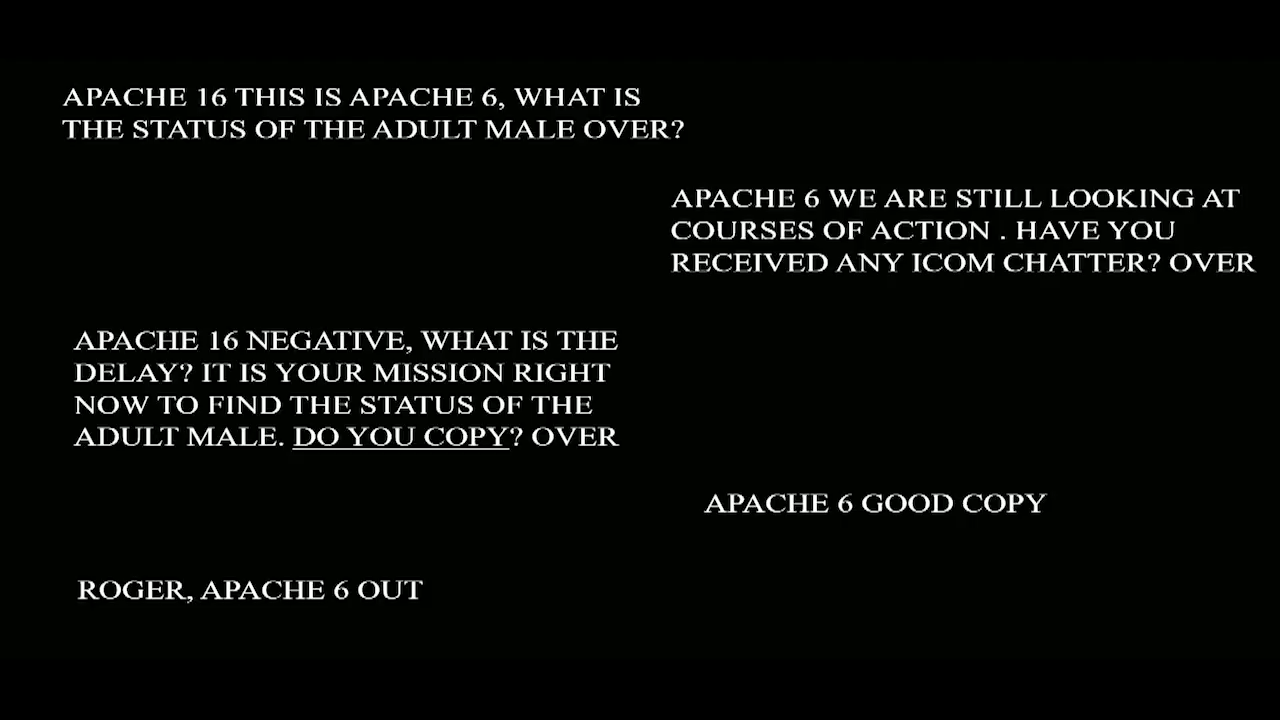 APACHE 16 THIS IS APACHE 6, WHAT IS
THE STATUS OF THE ADULT MALE OVER?
APACHE 6 WE ARE STILL LOOKING AT
COURSES OF ACTION . HAVE YOU
RECEIVED ANY ICOM CHATTER? OVER
APACHE 16 NEGATIVE, WHAT IS THE
DELAY? IT IS YOUR MISSION RIGHT
NOW TO FIND THE STATUS OF THE
ADULT MALE. DO YOU COPY? OVER
APACHE 6 GOOD COPY
ROGER, APACHE 6 OUT